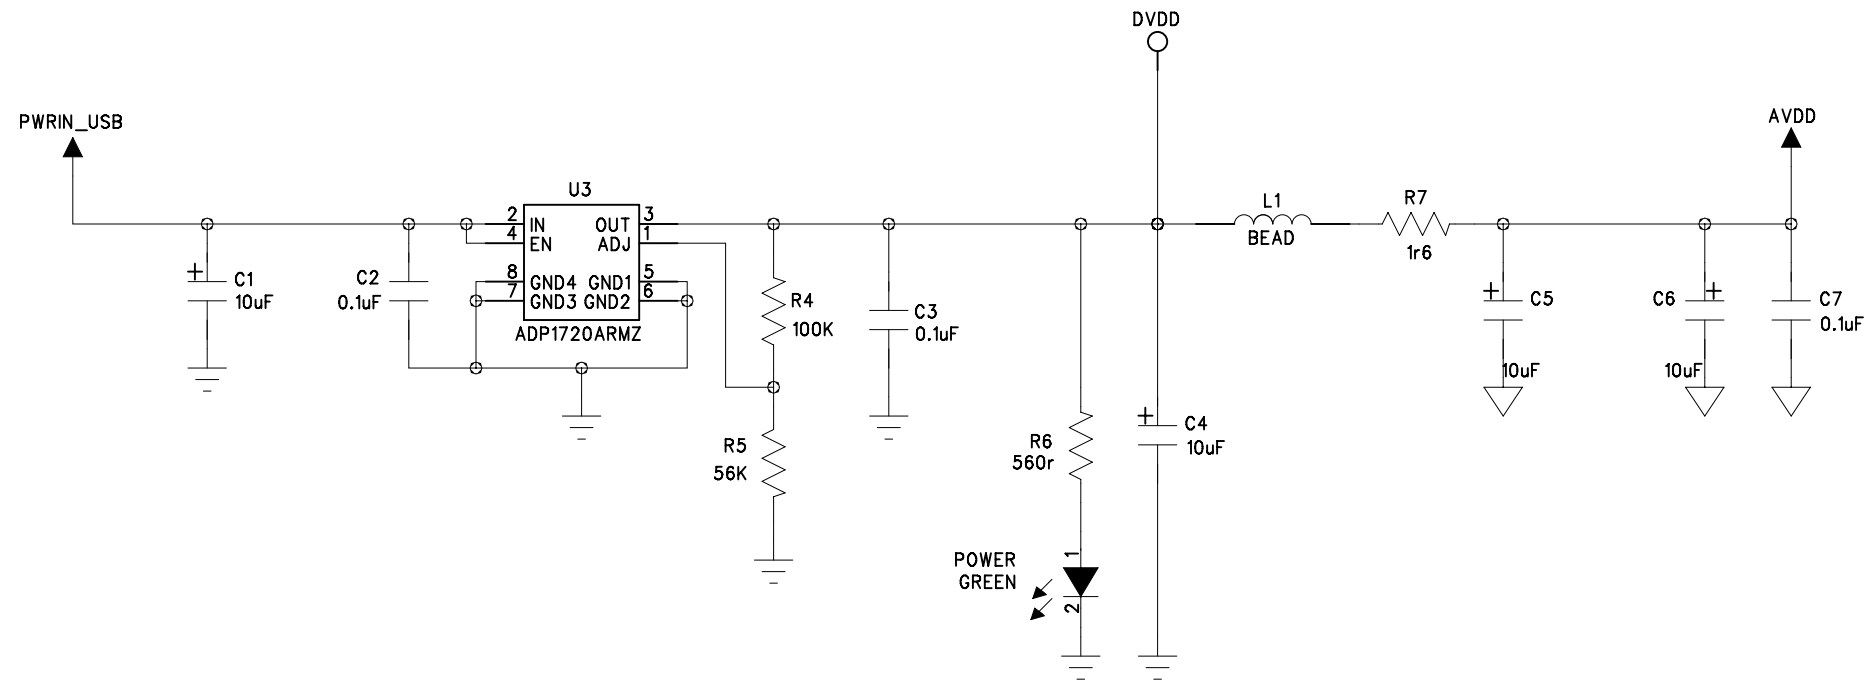 DVDD
PWRIN_USB
AVDD
U3
2 IN OUT 3
4 EN ADJ 1
8 GND4 GND1 5
7 GND3 GND2 6
ADP1720ARMZ
+ C1
10uF
C2
0.1uF
R4
100K
C3
0.1uF
L1
BEAD
R7
1r6
+ C5
10uF
C6 +
10uF
C7
0.1uF
R5
56K
R6
560r
+ C4
10uF
POWER
GREEN
1
2